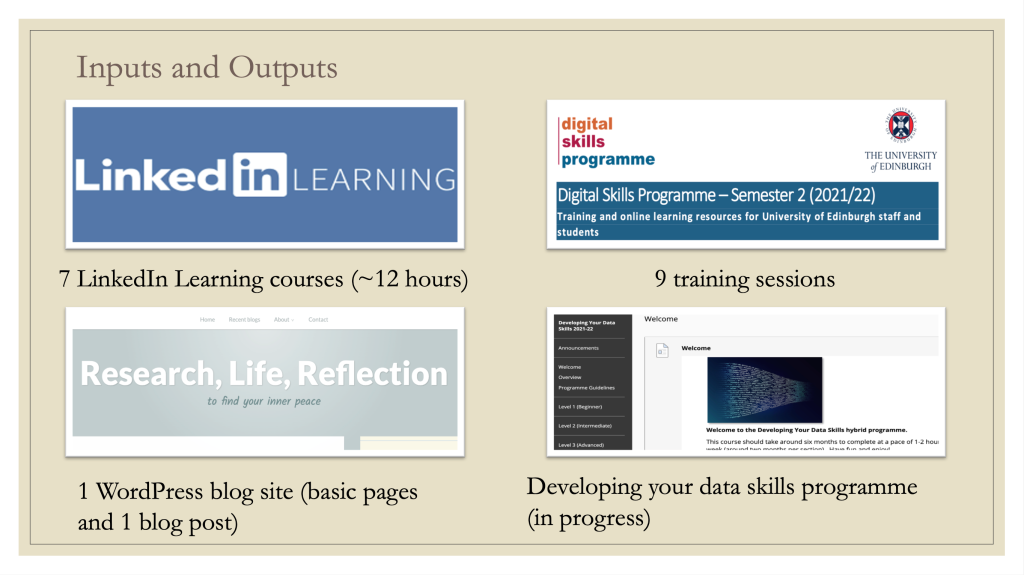 Inputs and Outputs
Linked in LEARNING
digital
skills
programme
THE UNIVERSITY
of EDINBURGH
Digital Skills Programme – Semester 2 (2021/22)
Training and online learning resources for University of Edinburgh staff and
students
7 LinkedIn Learning courses (~12 hours)
9 training sessions
Home Recent blogs About Contact
Research, Life, Reflection
to find your inner peace
Developing Your Data
Skills 2021-22
Announcements
Welcome
Overview
Programme Guidelines
Level 1 (Beginner)
Level 2 (Intermediate)
Level 3 (Advanced)
Welcome
Welcome
Welcome to the Developing Your Data Skills hybrid programme.
This course should take around six months to complete at a pace of 1-2 hou
week (around two months per section). Have fun and enjoy!
1 WordPress blog site (basic pages
and 1 blog post)
Developing your data skills programme
(in progress)